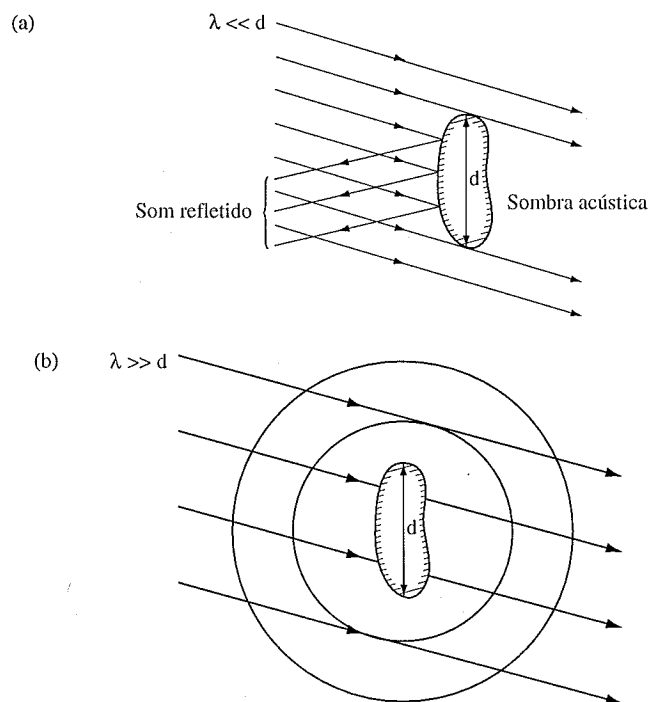 (a)
λ << d
d
Som refletido
Sombra acústica
(b)
λ >> d
d